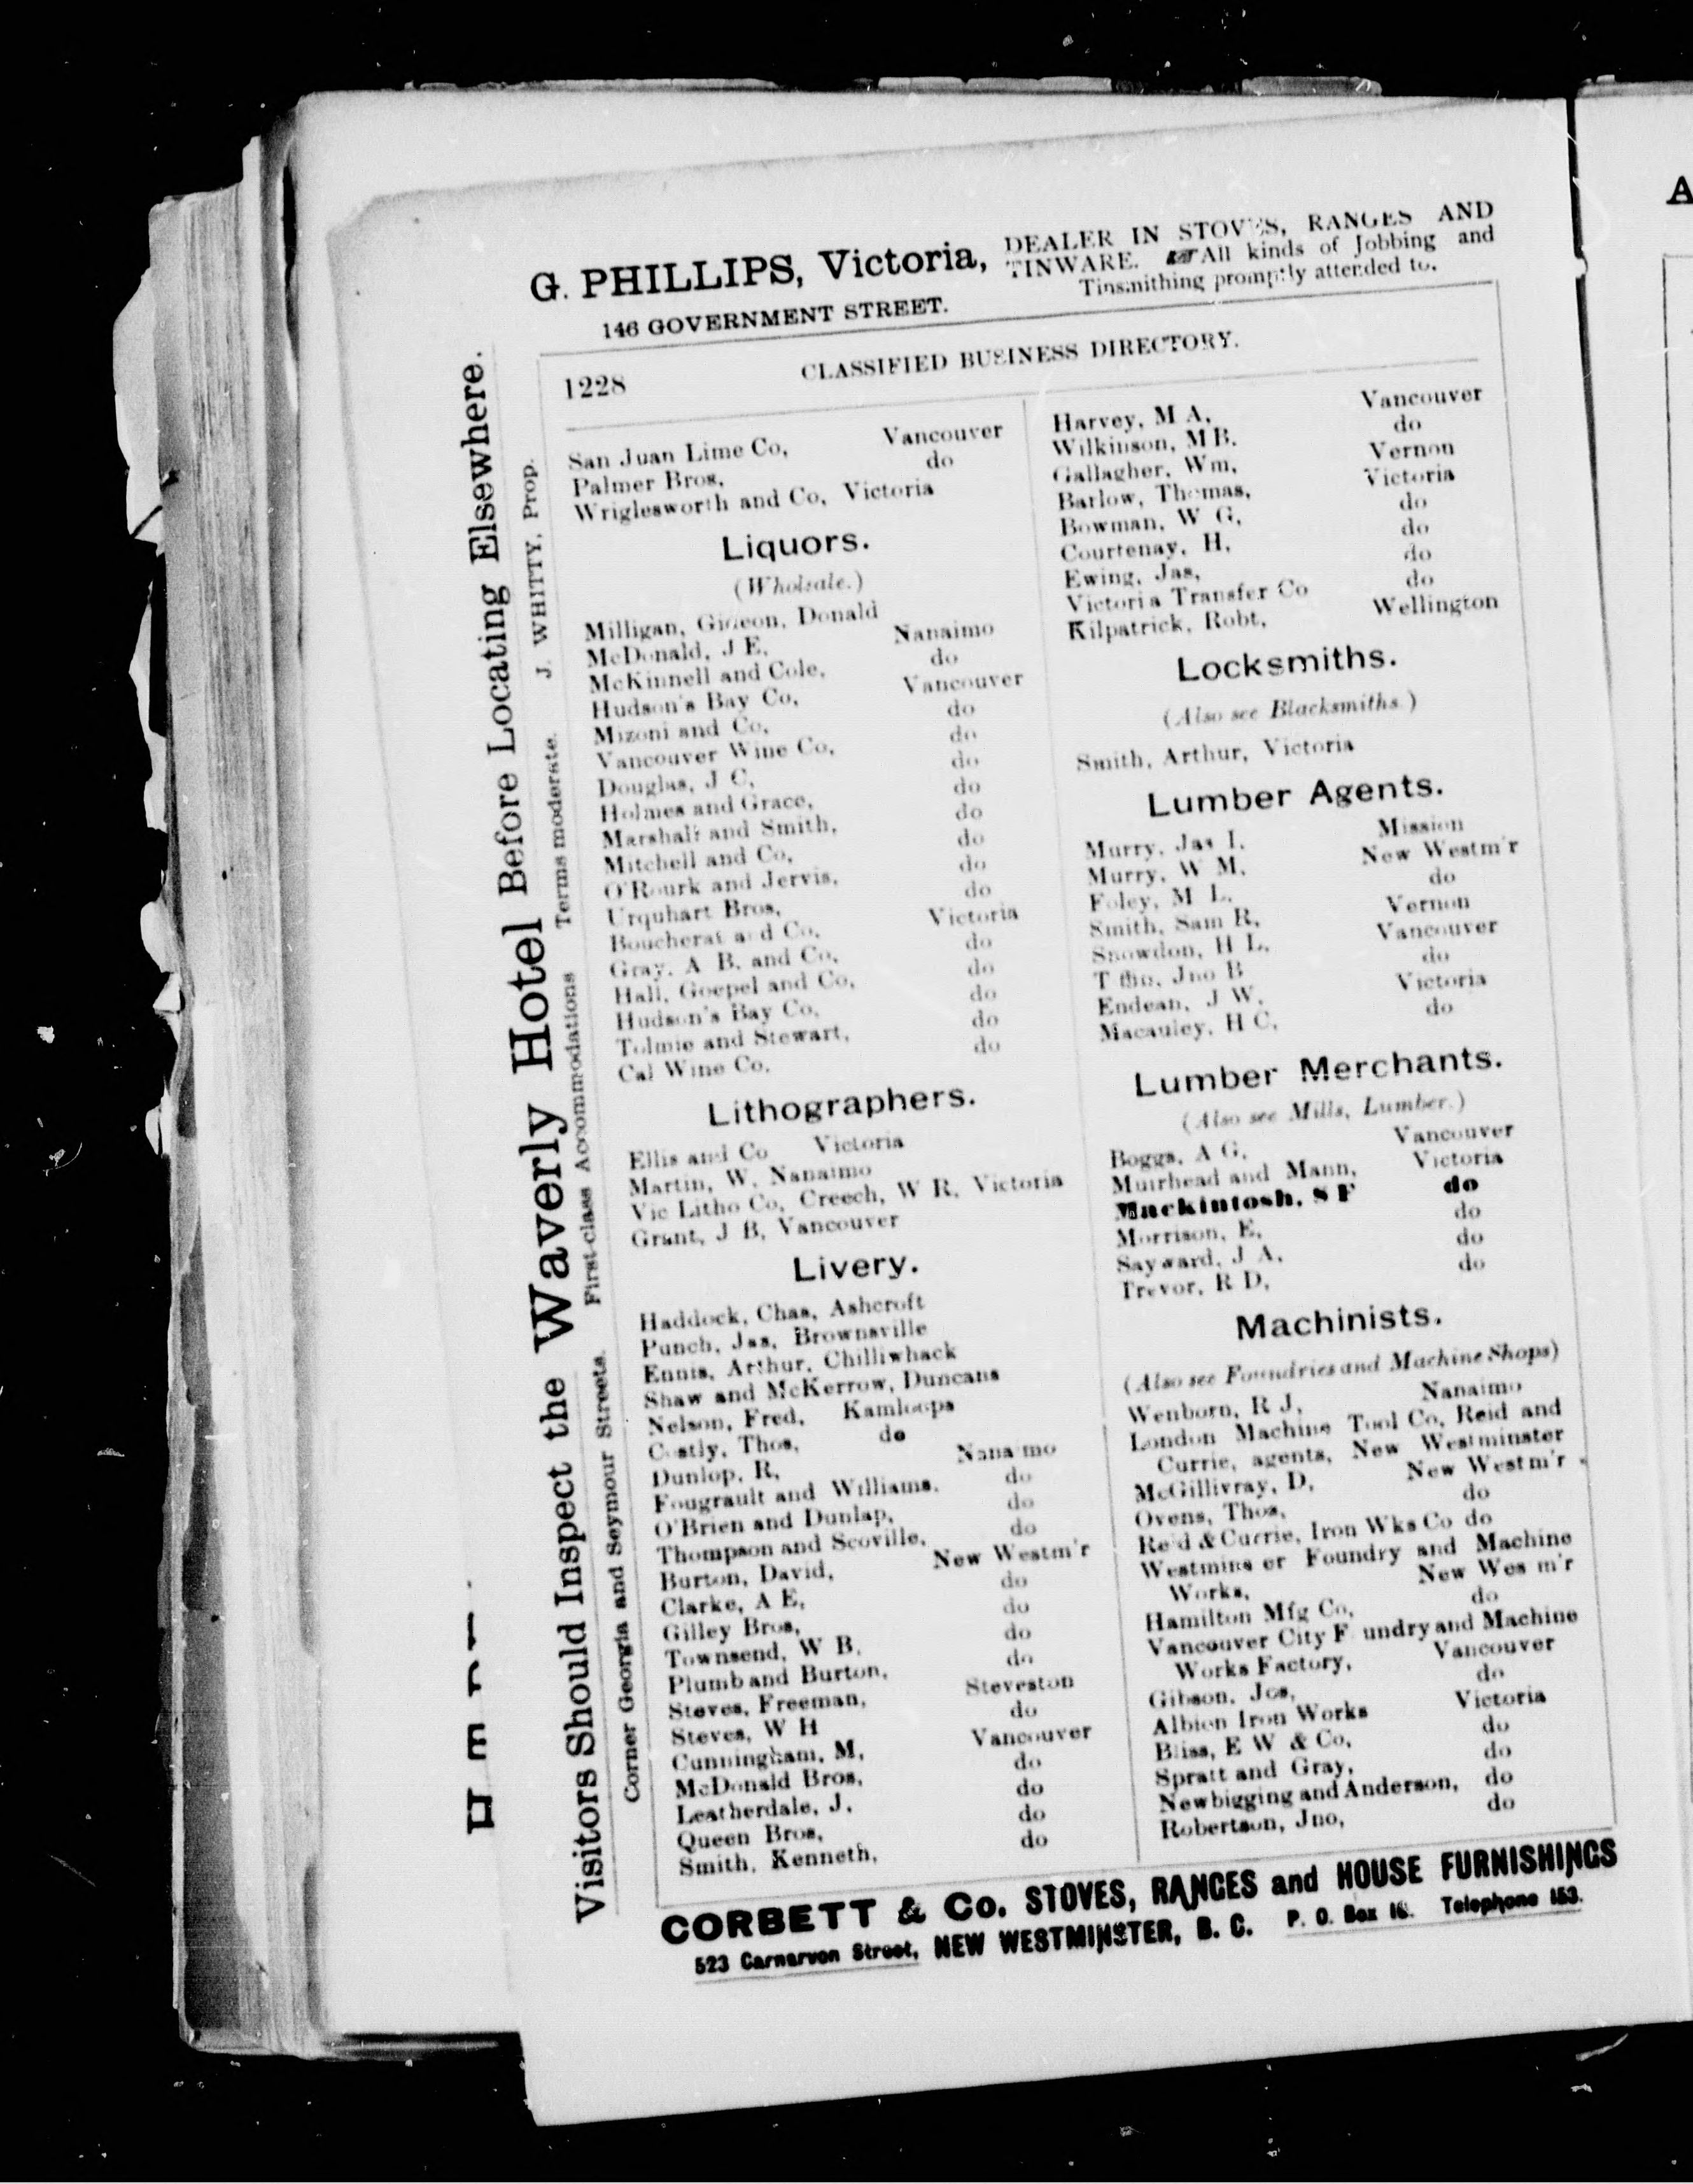 G. PHILLIPS, Victoria, DEALER IN STOVES, RANGES AND
TINWARE. All kinds of Jobbing and
Tinsmithing promptly attended to.
146 GOVERNMENT STREET.
1228 CLASSIFIED BUSINESS DIRECTORY.
San Juan Lime Co, Vancouver
Palmer Bros, do
Wriglesworth and Co, Victoria
Liquors.
(Wholsale.)
Milligan, Gideon, Donald
McDonald, J E, Nanaimo
McKinnell and Cole, do
Hudson's Bay Co, Vancouver
Mizoni and Co, do
Vancouver Wine Co, do
Douglas, J C, do
Holmes and Grace, do
Marshall and Smith, do
Mitchell and Co, do
O'Rourk and Jervis, do
Urquhart Bros, do
Boucherat and Co, Victoria
Gray, A B, and Co, do
Hall, Goepel and Co, do
Hudson's Bay Co, do
Tolmie and Stewart, do
Cal Wine Co, do
Lithographers.
Ellis and Co Victoria
Martin, W, Nanaimo
Vic Litho Co, Creech, W R, Victoria
Grant, J B, Vancouver
Livery.
Haddock, Chas, Ashcroft
Punch, Jas, Brownsville
Ennis, Arthur, Chilliwhack
Shaw and McKerrow, Duncans
Nelson, Fred, Kamloops
Costly, Thos, do
Dunlop, R, Nanaimo
Fougrault and Williams, do
O'Brien and Dunlap, do
Thompson and Scoville, do
Burton, David, New Westm'r
Clarke, A E, do
Gilley Bros, do
Townsend, W B, do
Plumb and Burton, do
Steves, Freeman, Steveston
Steves, W H do
Cunningham, M, Vancouver
McDonald Bros, do
Leatherdale, J, do
Queen Bros, do
Smith, Kenneth, do
Harvey, M A, Vancouver
Wilkinson, M B. do
Gallagher, Wm, Vernon
Barlow, Thomas, Victoria
Bowman, W G, do
Courtenay, H, do
Ewing, Jas, do
Victoria Transfer Co do
Kilpatrick, Robt, Wellington
Locksmiths.
(Also see Blacksmiths.)
Smith, Arthur, Victoria
Lumber Agents.
Murry, Jas I, Mission
Murry, W M, New Westm'r
Foley, M L, do
Smith, Sam R, Vernon
Snowdon, H L, Vancouver
Jno B do
Endean, J W, Victoria
Macauley, H C, do
Lumber Merchants.
(Also see Mills, Lumber.)
Boggs, A G, Vancouver
Muirhead and Mann, Victoria
Mackintosh, S F do
Morrison, E, do
Sayward, J A, do
Trevor, R D, do
Machinists.
(Also see Foundries and Machine Shops)
Wenborn, R J, Nanaimo
London Machine Tool Co, Reid and
Currie, agents, New Westminster
McGillivray, D, New Westm'r
Ovens, Thos, do
Reid & Currie, Iron Wks Co do
Westminster Foundry and Machine
Works, New Westm'r
Hamilton Mfg Co, do
Vancouver City Foundry and Machine
Works Factory, Vancouver
Gibson, Jos, do
Albion Iron Works Victoria
Bliss, E W & Co, do
Spratt and Gray, do
Newbigging and Anderson, do
Robertson, Jno, do
CORBETT & Co. STOVES, RANGES and HOUSE FURNISHINGS
523 Carnarvon Street, NEW WESTMINSTER, B. C. P. O. Box Telephone 153.
Visitors Should Inspect the Waverly Hotel Before Locating Elsewhere.
Corner Georgia and Seymour Streets. First-class Accommodations Terms moderate. J. WHITTY, Prop.